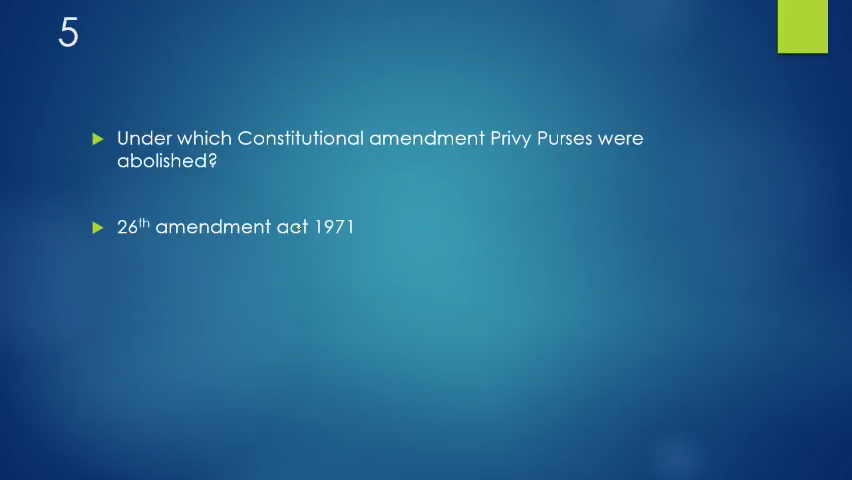 5
Under which Constitutional amendment Privy Purses were
abolished?
26th amendment act 1971